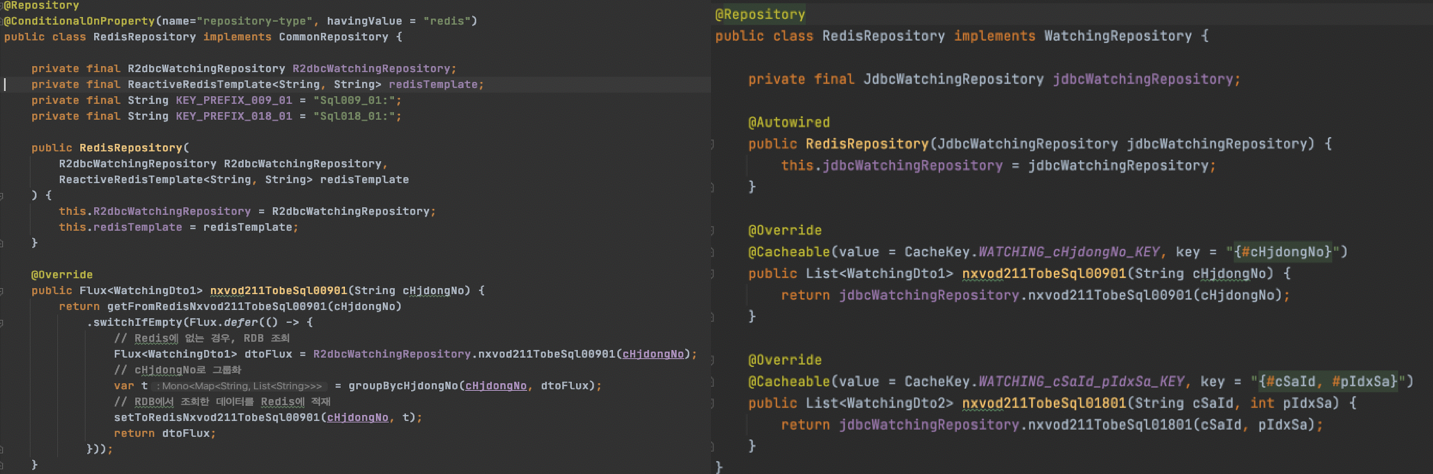 @Repository
@ConditionalOnProperty(name="repository-type", havingValue = "redis")
public class RedisRepository implements CommonRepository {
private final R2dbcWatchingRepository R2dbcWatchingRepository;
private final ReactiveRedisTemplate<String, String> redisTemplate;
private final String KEY_PREFIX_009_01 = "Sql009_01:";
private final String KEY_PREFIX_018_01 = "Sql018_01:";
public RedisRepository(
R2dbcWatchingRepository R2dbcWatchingRepository,
ReactiveRedisTemplate<String, String> redisTemplate
) {
this.R2dbcWatchingRepository = R2dbcWatchingRepository;
this.redisTemplate = redisTemplate;
}
@Override
public Flux<WatchingDto1> nxvod211TobeSql00901(String cHjdongNo) {
return getFromRedisNxvod211TobeSql00901(cHjdongNo)
.switchIfEmpty(Flux.defer(() -> {
// Redis에 없는 경우, RDB 조회
Flux<WatchingDto1> dtoFlux = R2dbcWatchingRepository.nxvod211TobeSql00901(cHjdongNo);
// cHjdongNo로 그룹화
var t : Mono<Map<String, List<String>>> = groupBycHjdongNo(cHjdongNo, dtoFlux);
// RDB에서 조회한 데이터를 Redis에 적재
setToRedisNxvod211TobeSql00901(cHjdongNo, t);
return dtoFlux;
}));
}
@Repository
public class RedisRepository implements WatchingRepository {
private final JdbcWatchingRepository jdbcWatchingRepository;
@Autowired
public RedisRepository(JdbcWatchingRepository jdbcWatchingRepository) {
this.jdbcWatchingRepository = jdbcWatchingRepository;
}
@Override
@Cacheable(value = CacheKey.WATCHING_cHjdongNo_KEY, key = "{#cHjdongNo}")
public List<WatchingDto1> nxvod211TobeSql00901(String cHjdongNo) {
return jdbcWatchingRepository.nxvod211TobeSql00901(cHjdongNo);
}
@Override
@Cacheable(value = CacheKey.WATCHING_cSaId_pIdxSa_KEY, key = "{#cSaId, #pIdxSa}")
public List<WatchingDto2> nxvod211TobeSql01801(String cSaId, int pIdxSa) {
return jdbcWatchingRepository.nxvod211TobeSql01801(cSaId, pIdxSa);
}
}